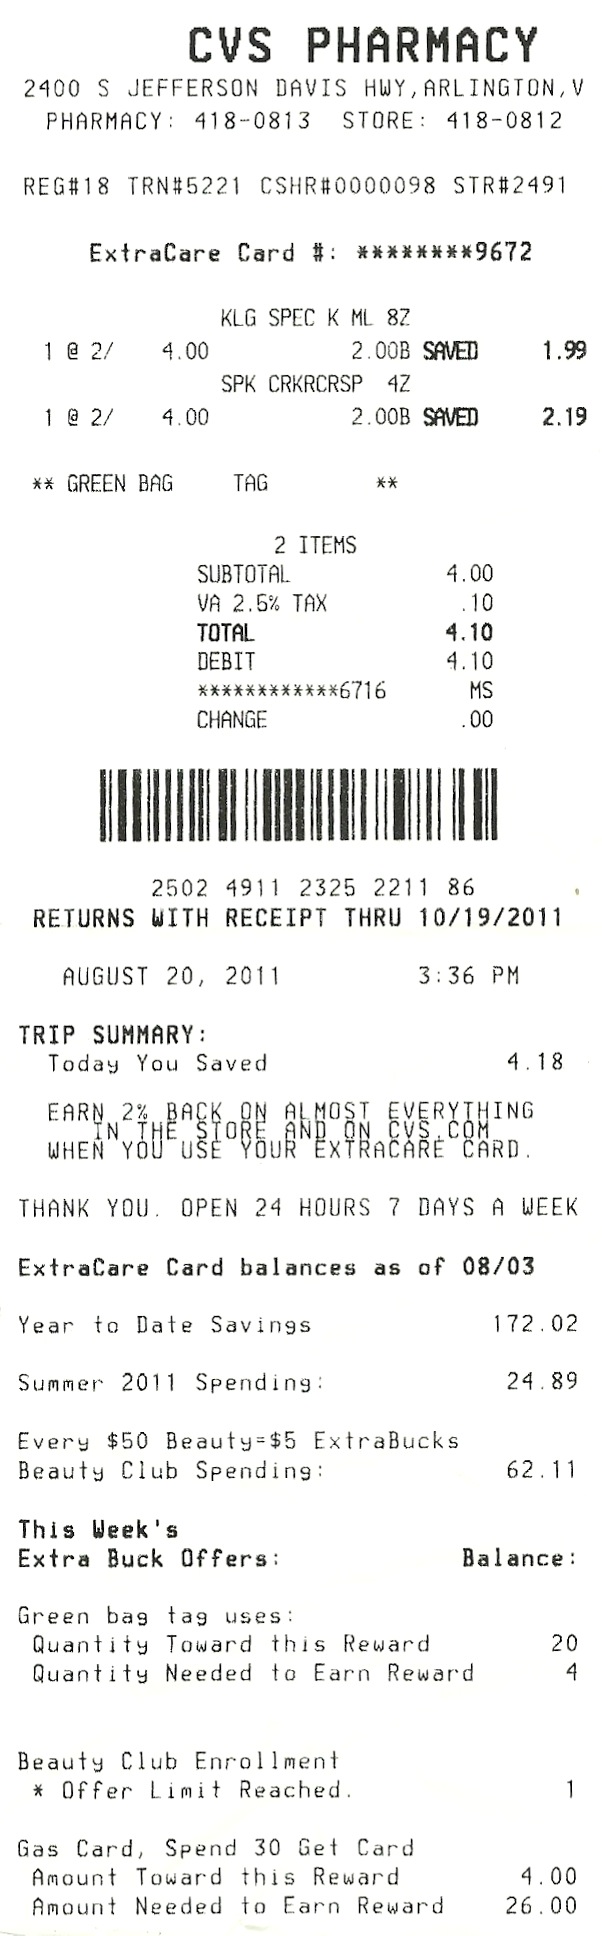 CVS PHARMACY
2400 S JEFFERSON DAVIS HWY,ARLINGTON,V
PHARMACY: 418-0813 STORE: 418-0812
REG#18 TRN#5221 CSHR#0000098 STR#2491
ExtraCare Card #: ********9672
KLG SPEC K ML 8Z
1 @ 2/ 4.00 2.00B SAVED 1.99
SPK CRKRCRSP 4Z
1 @ 2/ 4.00 2.00B SAVED 2.19
** GREEN BAG TAG **
2 ITEMS
SUBTOTAL 4.00
VA 2.5% TAX .10
TOTAL 4.10
DEBIT 4.10
************6716 MS
CHANGE .00
2502 4911 2325 2211 86
RETURNS WITH RECEIPT THRU 10/19/2011
AUGUST 20, 2011 3:36 PM
TRIP SUMMARY:
Today You Saved 4.18
EARN 2% BACK ON ALMOST EVERYTHING
IN THE STORE AND ON CVS.COM
WHEN YOU USE YOUR EXTRACARE CARD.
THANK YOU. OPEN 24 HOURS 7 DAYS A WEEK
ExtraCare Card balances as of 08/03
Year to Date Savings 172.02
Summer 2011 Spending: 24.89
Every $50 Beauty=$5 ExtraBucks
Beauty Club Spending: 62.11
This Week's
Extra Buck Offers: Balance:
Green bag tag uses:
Quantity Toward this Reward 20
Quantity Needed to Earn Reward 4
Beauty Club Enrollment
* Offer Limit Reached. 1
Gas Card, Spend 30 Get Card
Amount Toward this Reward 4.00
Amount Needed to Earn Reward 26.00